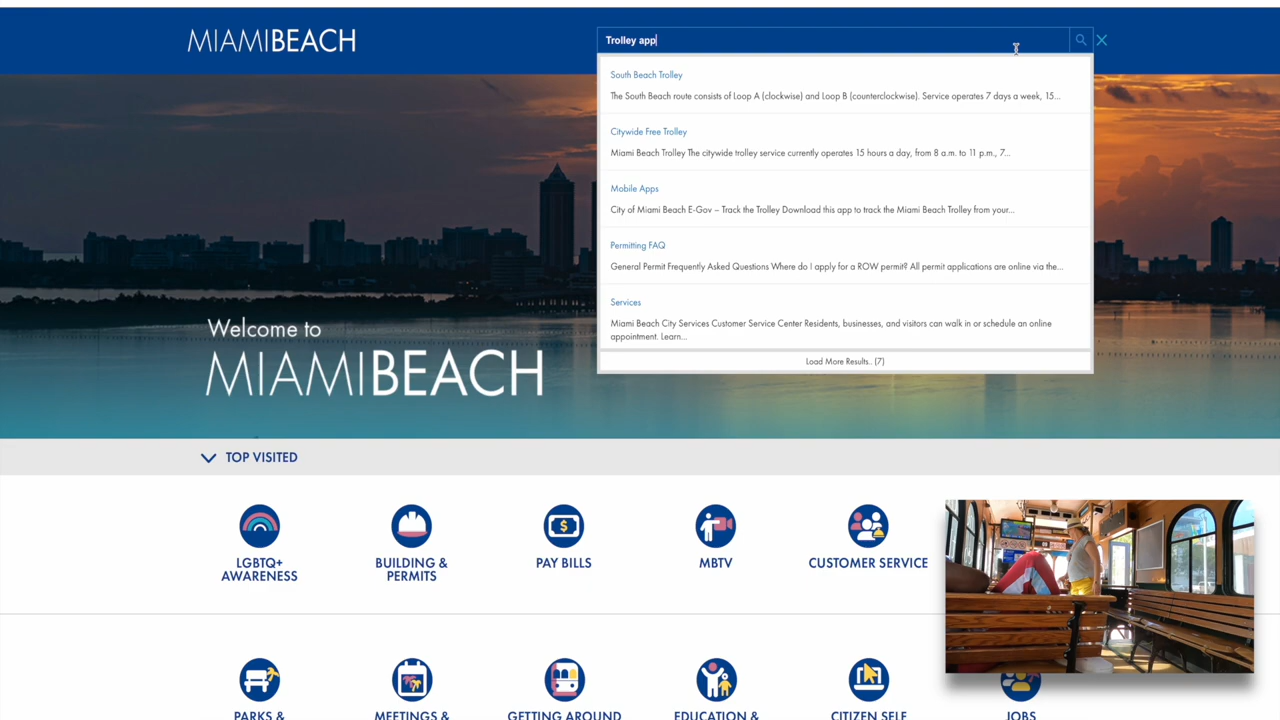 MIAMIBEACH
Trolley app
South Beach Trolley
The South Beach route consists of Loop A (clockwise) and Loop B (counterclockwise). Service operates 7 days a week, 15...
Citywide Free Trolley
Miami Beach Trolley The citywide trolley service currently operates 15 hours a day, from 8 a.m. to 11 p.m., 7...
Mobile Apps
City of Miami Beach E-Gov – Track the Trolley Download this app to track the Miami Beach Trolley from your...
Permitting FAQ
General Permit Frequently Asked Questions Where do I apply for a ROW permit? All permit applications are online via the...
Services
Miami Beach City Services Customer Service Center Residents, businesses, and visitors can walk in or schedule an online
appointment. Learn...
Load More Results.. (7)
Welcome to
MIAMIBEACH
TOP VISITED
LGBTQ+
AWARENESS
BUILDING &
PERMITS
PAY BILLS
MBTV
CUSTOMER SERVICE
PARKS &
MEETINGS &
GETTING AROUND
EDUCATION &
CITIZEN SELF
JOBS